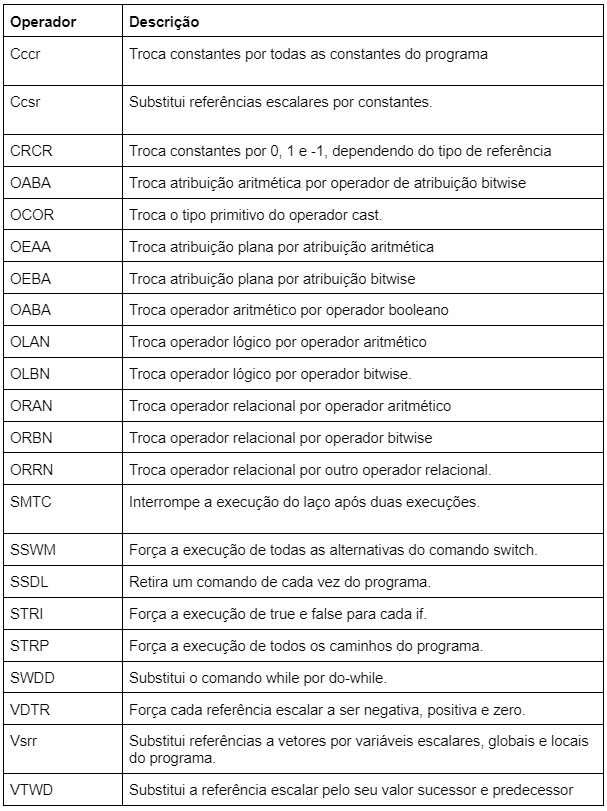 Operador Descrição
Cccr Troca constantes por todas as constantes do programa
Ccsr Substitui referências escalares por constantes.
CRCR Troca constantes por 0, 1 e -1, dependendo do tipo de referência
OABA Troca atribuição aritmética por operador de atribuição bitwise
OCOR Troca o tipo primitivo do operador cast.
OEAA Troca atribuição plana por atribuição aritmética
OEBA Troca atribuição plana por atribuição bitwise
OABA Troca operador aritmético por operador booleano
OLAN Troca operador lógico por operador aritmético
OLBN Troca operador lógico por operador bitwise.
ORAN Troca operador relacional por operador aritmético
ORBN Troca operador relacional por operador bitwise
ORRN Troca operador relacional por outro operador relacional.
SMTC Interrompe a execução do laço após duas execuções.
SSWM Força a execução de todas as alternativas do comando switch.
SSDL Retira um comando de cada vez do programa.
STRI Força a execução de true e false para cada if.
STRP Força a execução de todos os caminhos do programa.
SWDD Substitui o comando while por do-while.
VDTR Força cada referência escalar a ser negativa, positiva e zero.
Vsrr Substitui referências a vetores por variáveis escalares, globais e locais
do programa.
VTWD Substitui a referência escalar pelo seu valor sucessor e predecessor